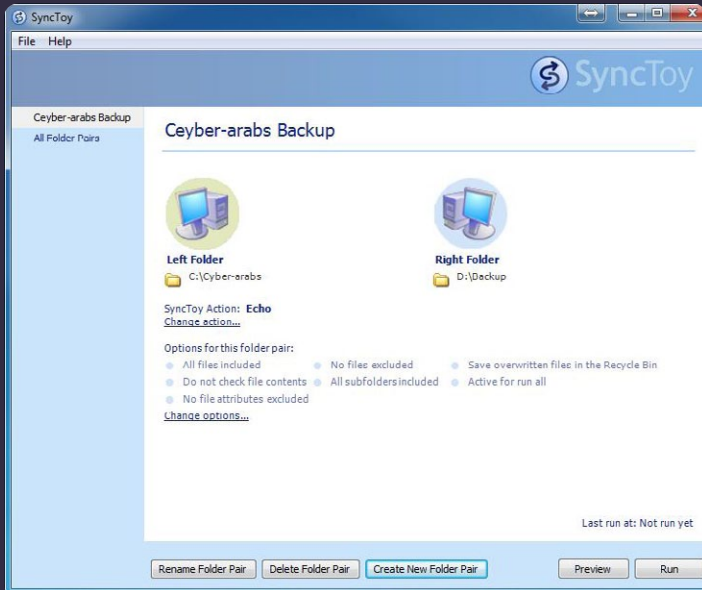 SyncToy
File Help
SyncToy
Ceyber-arabs Backup
All Folder Pairs
Ceyber-arabs Backup
Left Folder
C:\Cyber-arabs
Right Folder
D:\Backup
SyncToy Action: Echo
Change action...
Options for this folder pair:
All files included No files excluded Save overwritten files in the Recycle Bin
Do not check file contents All subfolders included Active for run all
No file attributes excluded
Change options...
Last run at: Not run yet
Rename Folder Pair Delete Folder Pair Create New Folder Pair Preview Run